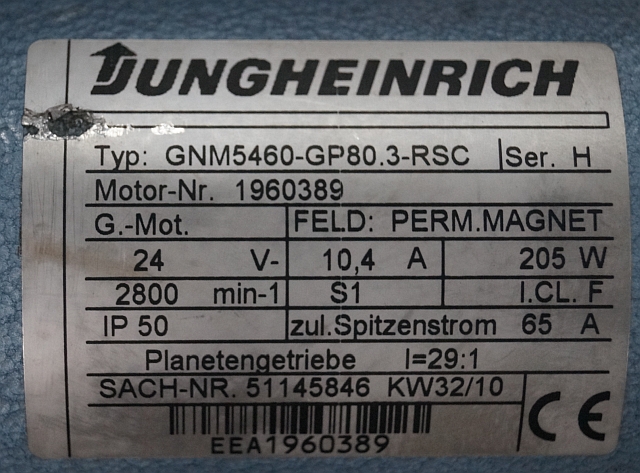 JUNGHEINRICH
Typ: GNM5460-GP80.3-RSC Ser. H
Motor-Nr. 1960389
G.-Mot. FELD: PERM.MAGNET
24 V- 10,4 A 205 W
2800 min-1 S1 I.CL. F
IP 50 zul.Spitzenstrom 65 A
Planetengetriebe I=29:1
SACH-NR. 51145846 KW32/10
CE
EEA1960389